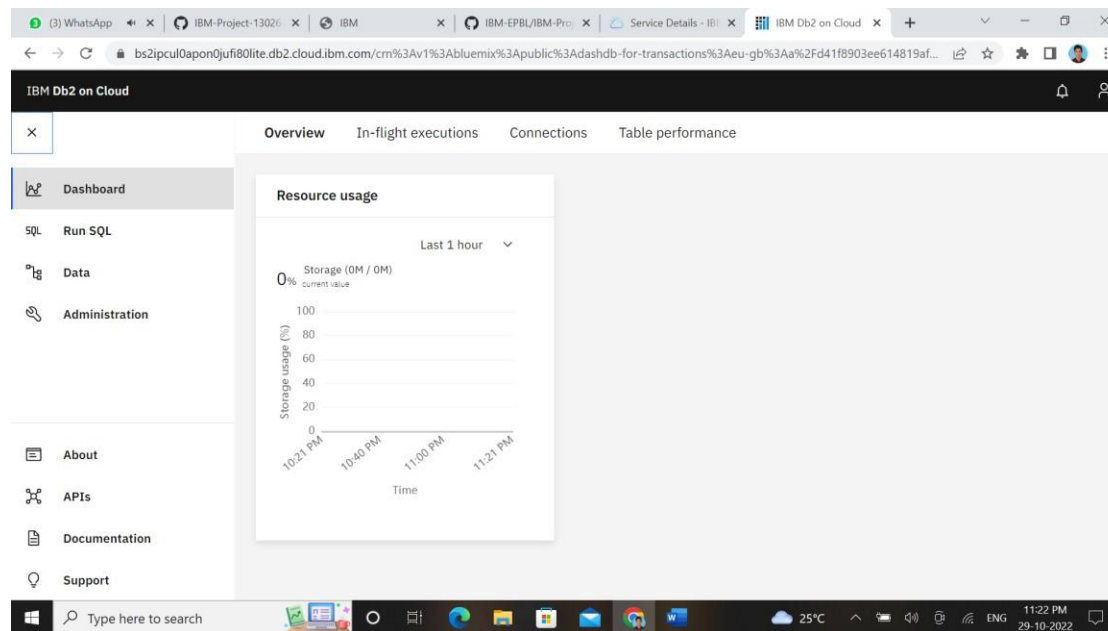 (3) WhatsApp
IBM-Project-13026-
IBM
IBM-EPBL/IBM-Pro
Service Details - IB
IBM Db2 on Cloud
bs2ipcul0apon0jufi80lite.db2.cloud.ibm.com/crn%3Av1%3Abluemix%3Apublic%3Adashdb-for-transactions%3Aeu-gb%3Aa%2Fd41f8903ee614819af...
IBM Db2 on Cloud
Overview In-flight executions Connections Table performance
Dashboard
SQL Run SQL
Data
Administration
About
APIs
Documentation
Support
Resource usage
Last 1 hour
0% Storage (0M / 0M)
current value
Storage usage (%)
100
80
60
40
20
0
10:21 PM 10:40 PM 11:00 PM 11:21 PM
Time
Type here to search
25°C
ENG
11:22 PM
29-10-2022